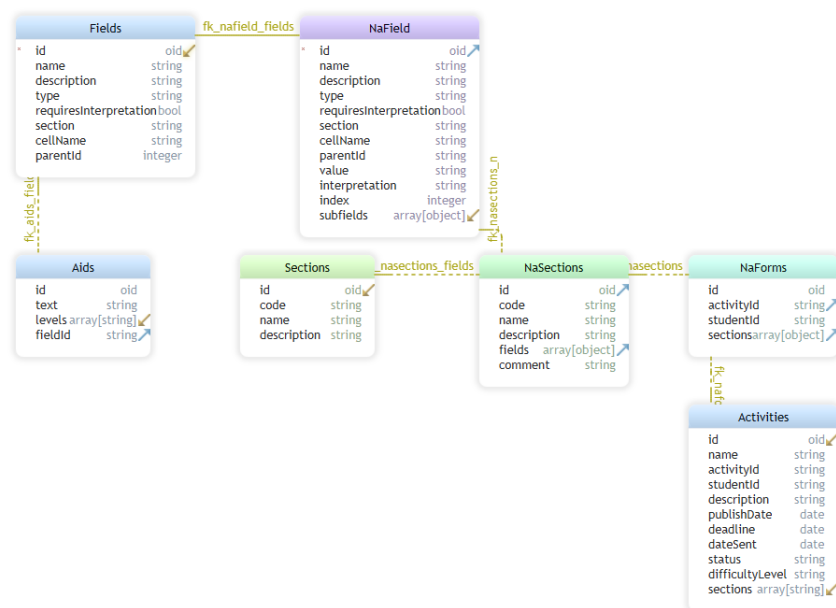 Fields
id oid
name string
description string
type string
requiresInterpretation bool
section string
cellName string
parentId integer
fk_nafield_fields
NaField
id oid
name string
description string
type string
requiresInterpretation bool
section string
cellName string
parentId string
value string
interpretation string
index integer
subfields array[object]
fk_aids_field
fk_nasections_n
Aids
id oid
text string
levels array[string]
fieldId string
Sections
id oid
code string
name string
description string
_nasections_fields
NaSections
id oid
code string
name string
description string
fields array[object]
comment string
nasections
NaForms
id oid
activityId string
studentId string
sections array[object]
fk_nafo
Activities
id oid
name string
activityId string
studentId string
description string
publishDate date
deadline date
dateSent date
status string
difficultyLevel string
sections array[string]